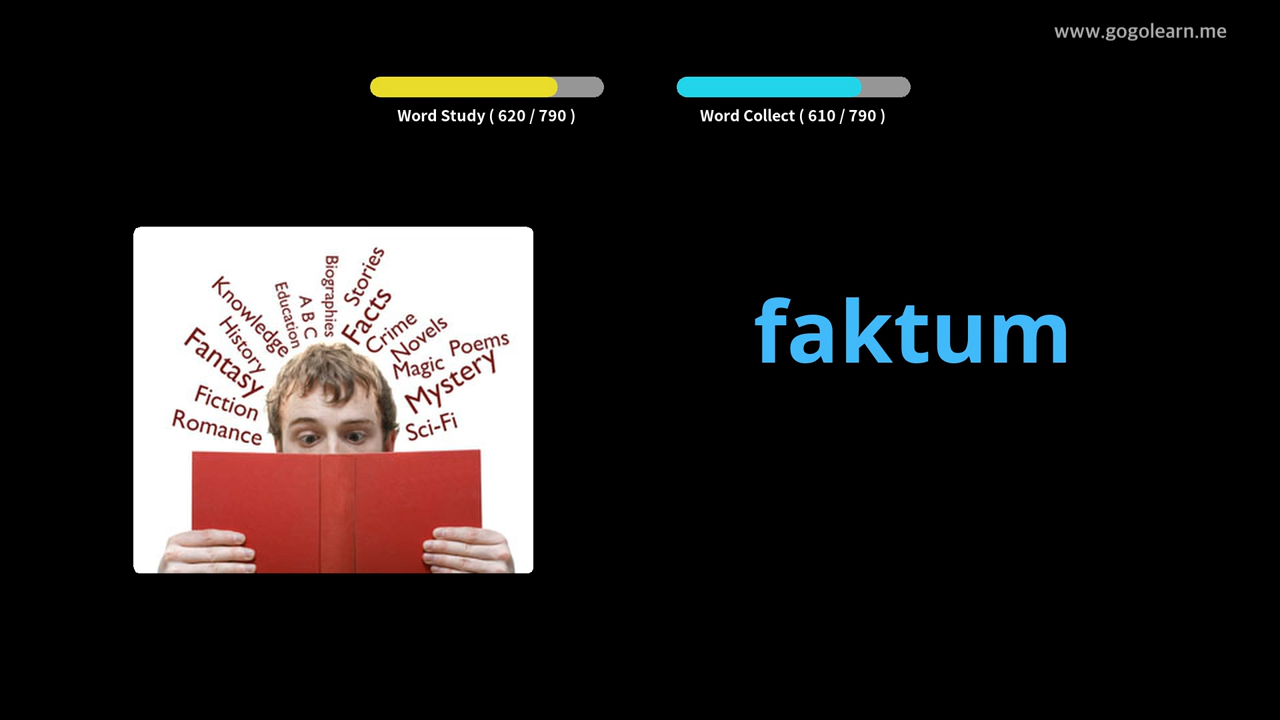 www.gogolearn.me
Word Study ( 620 / 790 )
Word Collect ( 610 / 790 )
faktum
Biographies
Stories
Education
A B C
Facts
Knowledge
Crime
History
Novels
Poems
Fantasy
Magic
Mystery
Fiction
Romance
Sci-Fi